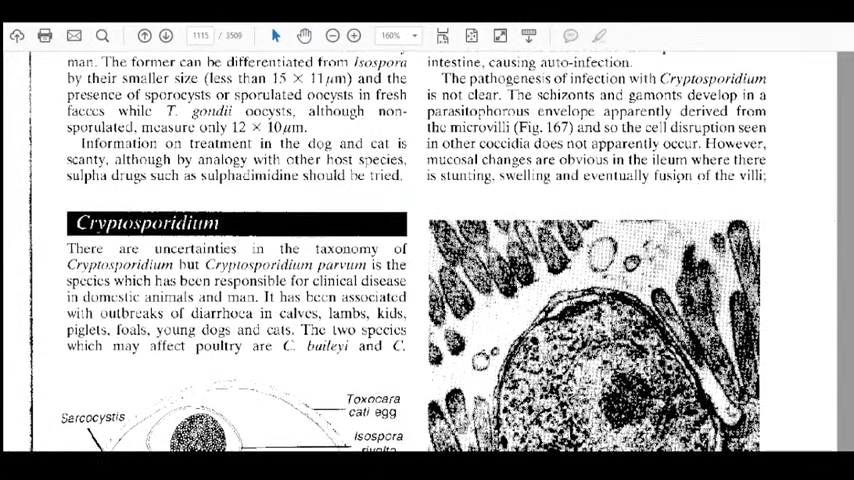 1115 / 3509
160%
man. The former can be differentiated from Isospora
by their smaller size (less than 15 × 11μm) and the
presence of sporocysts or sporulated oocysts in fresh
faeces while T. gondii oocysts, although non-
sporulated, measure only 12 × 10μm.
Information on treatment in the dog and cat is
scanty, although by analogy with other host species,
sulpha drugs such as sulphadimidine should be tried.
Cryptosporidium
There are uncertainties in the taxonomy of
Cryptosporidium but Cryptosporidium parvum is the
species which has been responsible for clinical disease
in domestic animals and man. It has been associated
with outbreaks of diarrhoea in calves, lambs, kids,
piglets, foals, young dogs and cats. The two species
which may affect poultry are C. baileyi and C.
Sarcocystis
Toxocara
cati egg
Isospora
intestine, causing auto-infection.
The pathogenesis of infection with Cryptosporidium
is not clear. The schizonts and gamonts develop in a
parasitophorous envelope apparently derived from
the microvilli (Fig. 167) and so the cell disruption seen
in other coccidia does not apparently occur. However,
mucosal changes are obvious in the ileum where there
is stunting, swelling and eventually fusion of the villi;